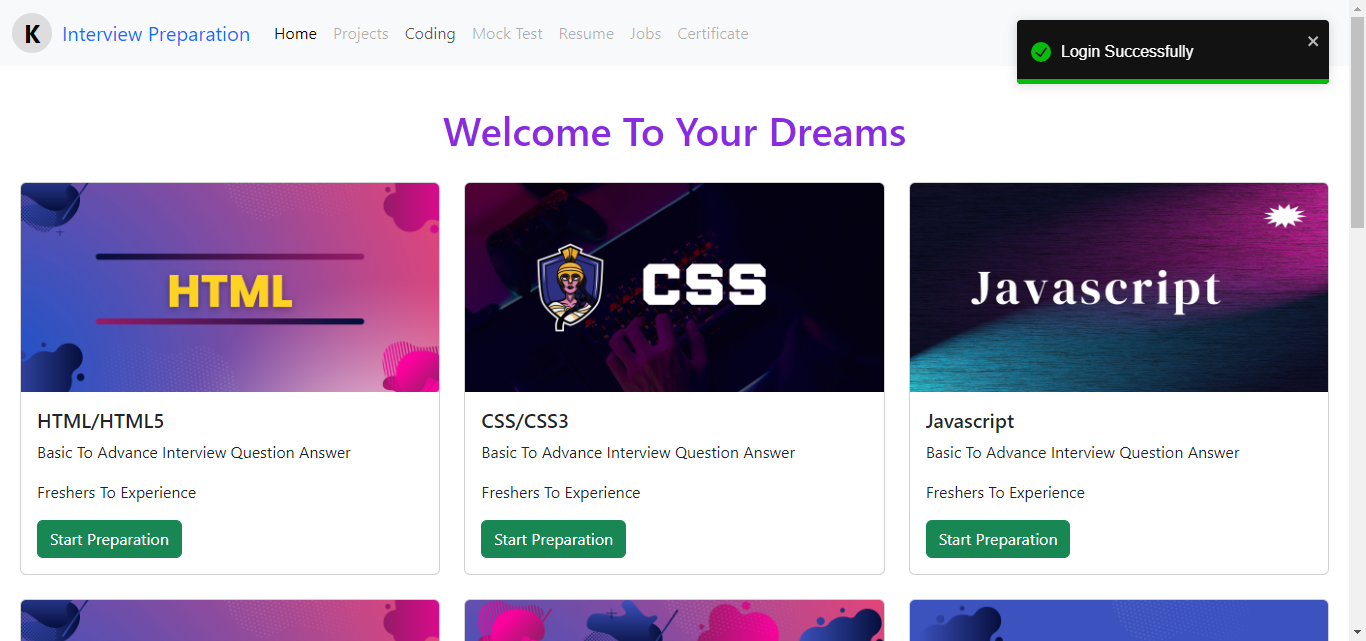 K Interview Preparation Home Projects Coding Mock Test Resume Jobs Certificate
Login Successfully
Welcome To Your Dreams
HTML
CSS
Javascript
HTML/HTML5
Basic To Advance Interview Question Answer
Freshers To Experience
Start Preparation
CSS/CSS3
Basic To Advance Interview Question Answer
Freshers To Experience
Start Preparation
Javascript
Basic To Advance Interview Question Answer
Freshers To Experience
Start Preparation